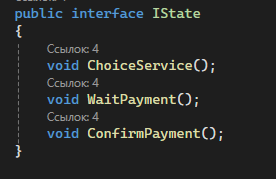 public interface IState
{
Ссылок: 4
void ChoiceService();
Ссылок: 4
void WaitPayment();
Ссылок: 4
void ConfirmPayment();
}